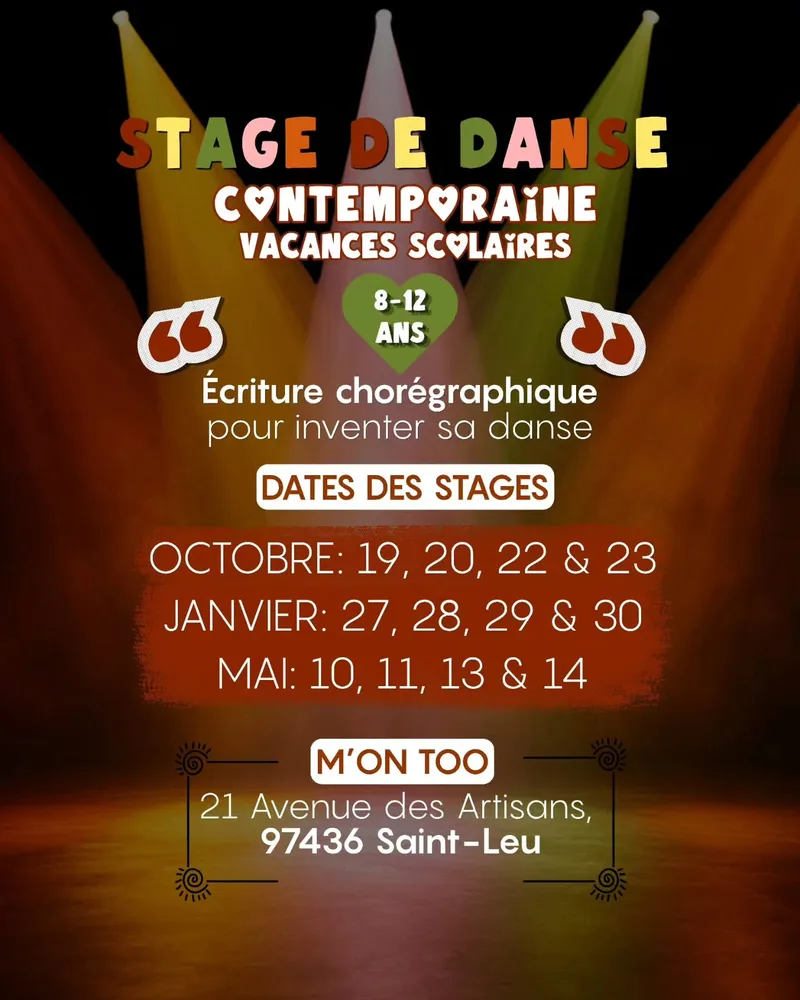 STAGE DE DANSE
CONTEMPORAINE
VACANCES SCOLAIRES
8-12
ANS
Écriture chorégraphique
pour inventer sa danse
DATES DES STAGES
OCTOBRE: 19, 20, 22 & 23
JANVIER: 27, 28, 29 & 30
MAI: 10, 11, 13 & 14
M'ON TOO
21 Avenue des Artisans,
97436 Saint-Leu